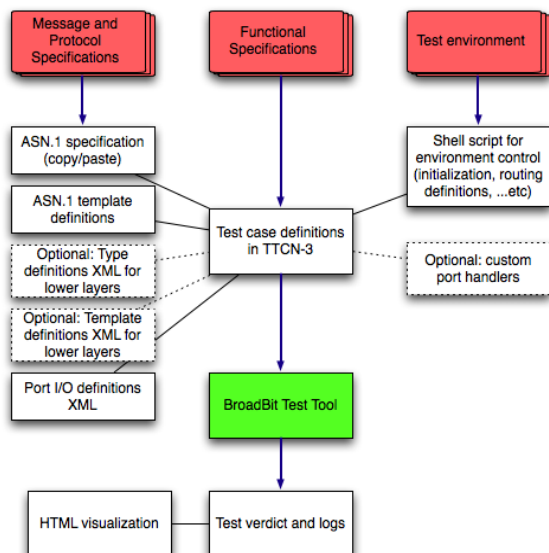 Message and
Protocol
Specifications
Functional
Specifications
Test environment
ASN.1 specification
(copy/paste)
Shell script for
environment control
(initialization, routing
definitions, ...etc)
ASN.1 template
definitions
Test case definitions
in TTCN-3
Optional: Type
definitions XML for
lower layers
Optional: custom
port handlers
Optional: Template
definitions XML for
lower layers
Port I/O definitions
XML
BroadBit Test Tool
HTML visualization
Test verdict and logs